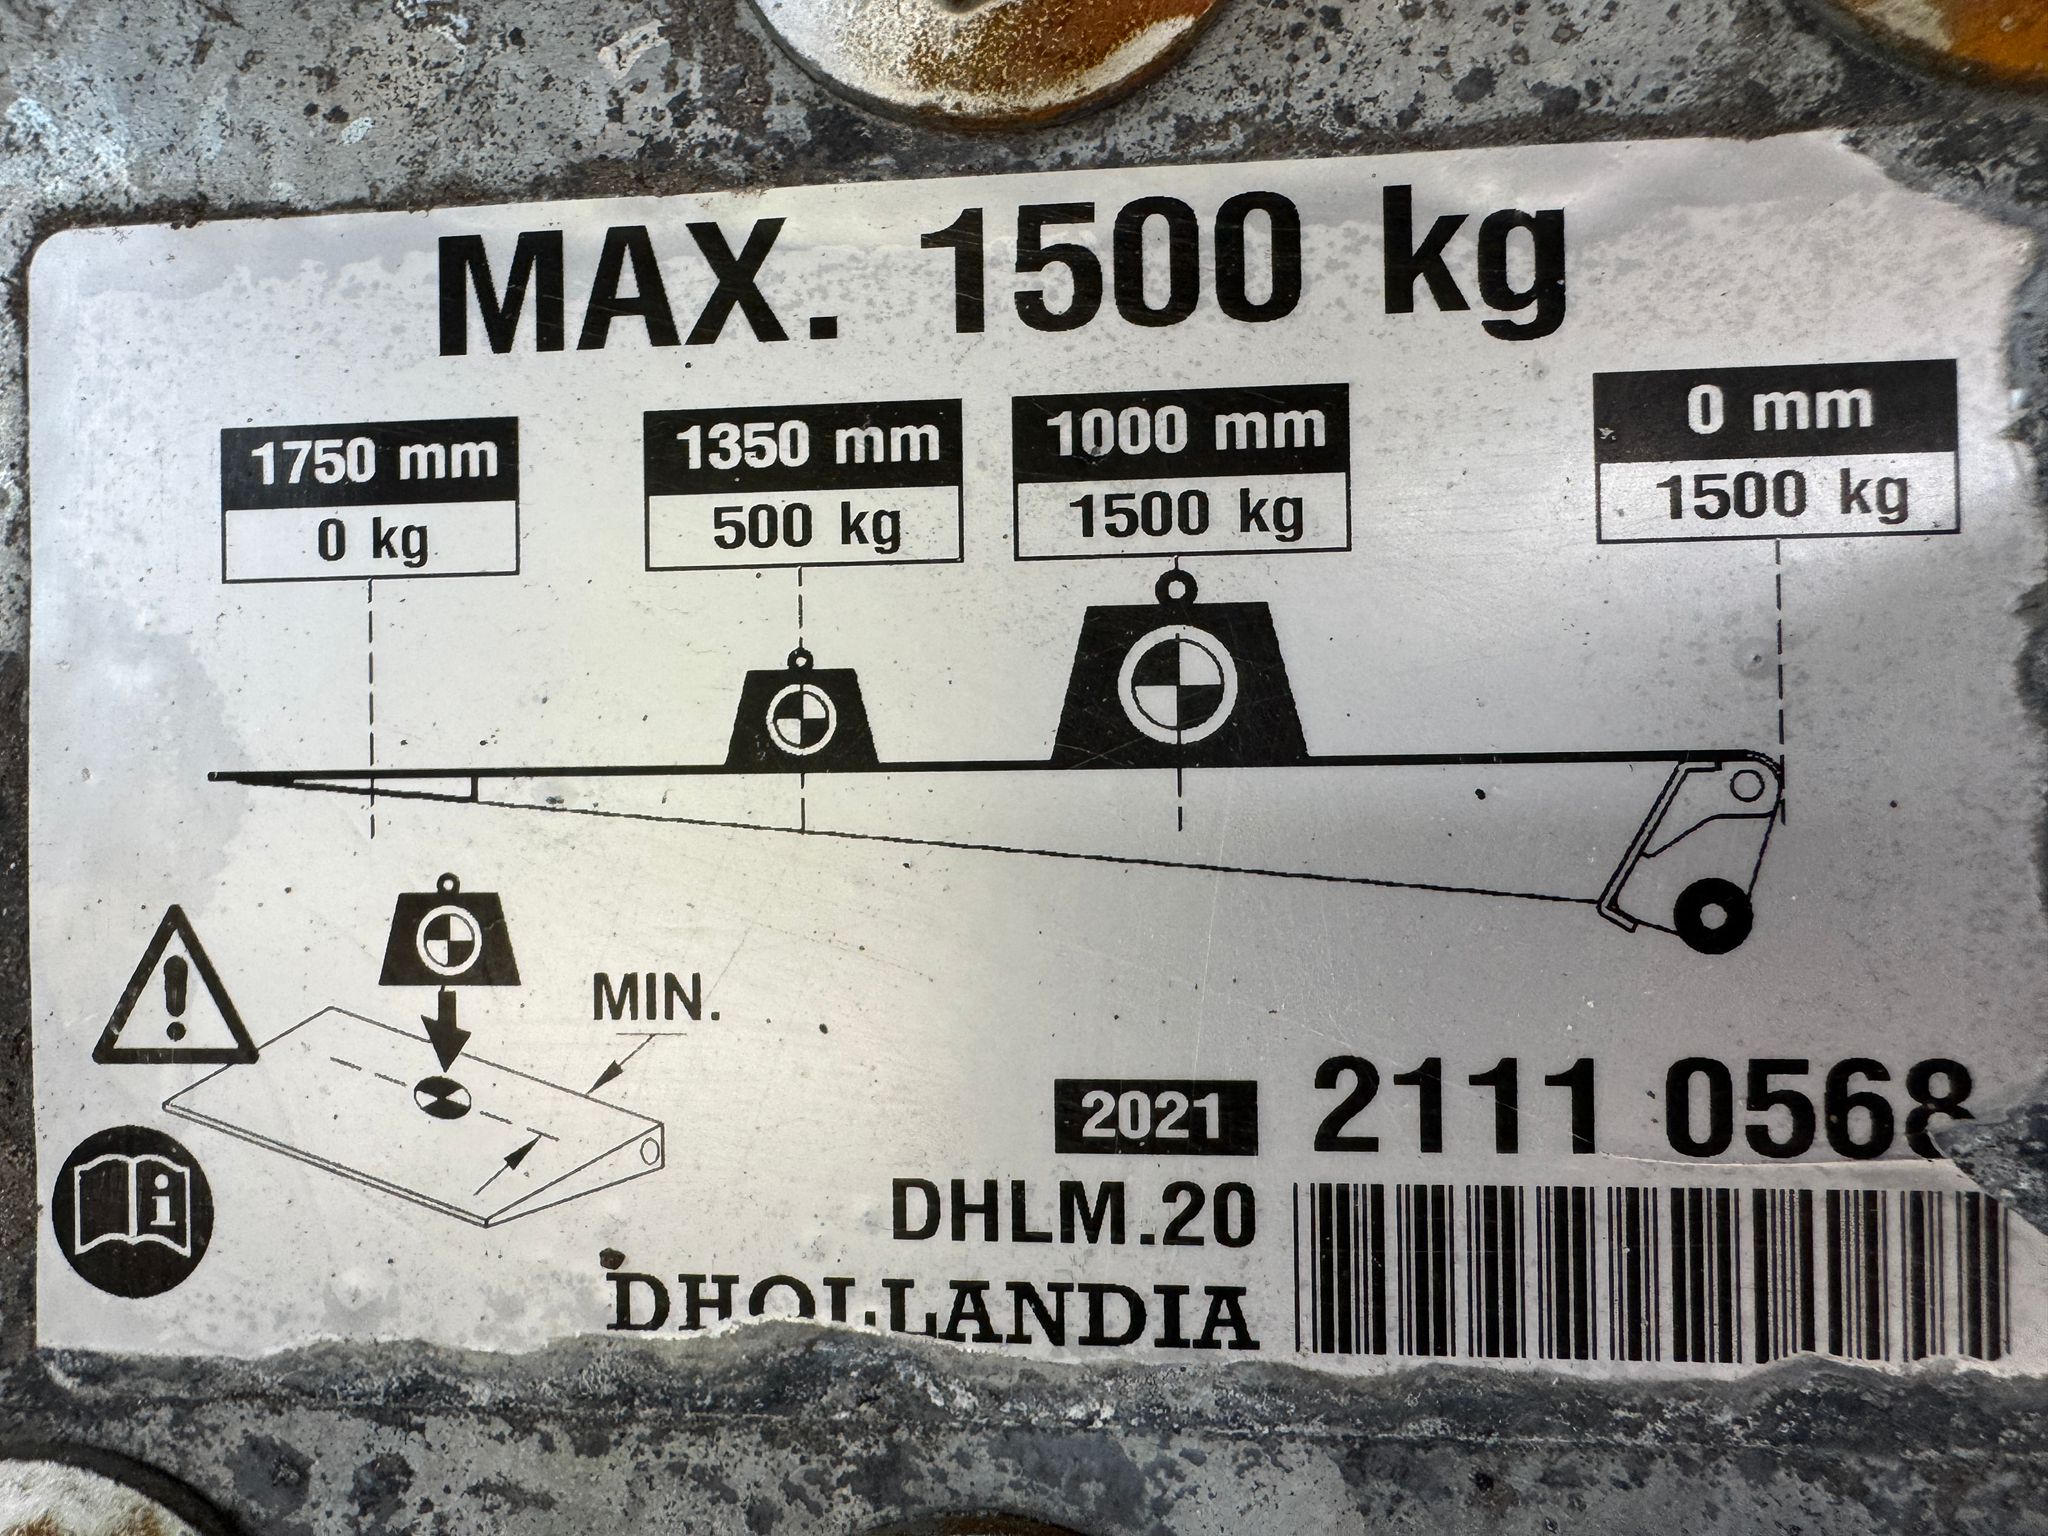 MAX. 1500 kg
1750 mm 1350 mm 1000 mm 0 mm
0 kg 500 kg 1500 kg 1500 kg
MIN.
2021 2111 0568
DHLM.20
DHOLLANDIA